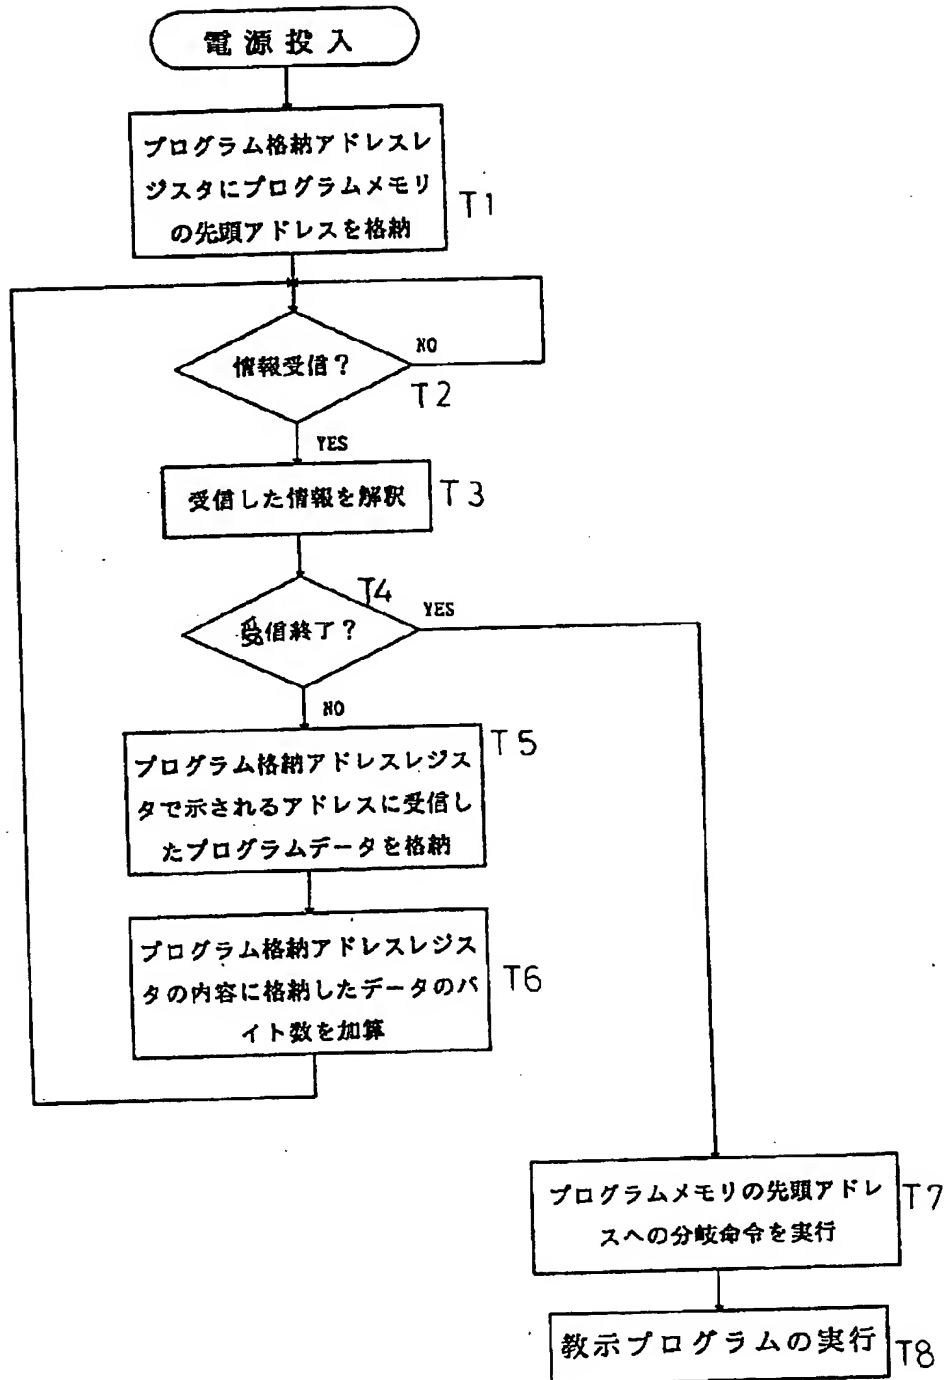 電源投入
プログラム格納アドレスレ
ジスタにプログラムメモリ
の先頭アドレスを格納
T1
情報受信?
NO
T2
YES
受信した情報を解釈
T3
T4
受信終了?
YES
NO
プログラム格納アドレスレジス
タで示されるアドレスに受信し
たプログラムデータを格納
T5
プログラム格納アドレスレジス
タの内容に格納したデータのバ
イト数を加算
T6
プログラムメモリの先頭アドレ
スへの分岐命令を実行
T7
教示プログラムの実行
T8